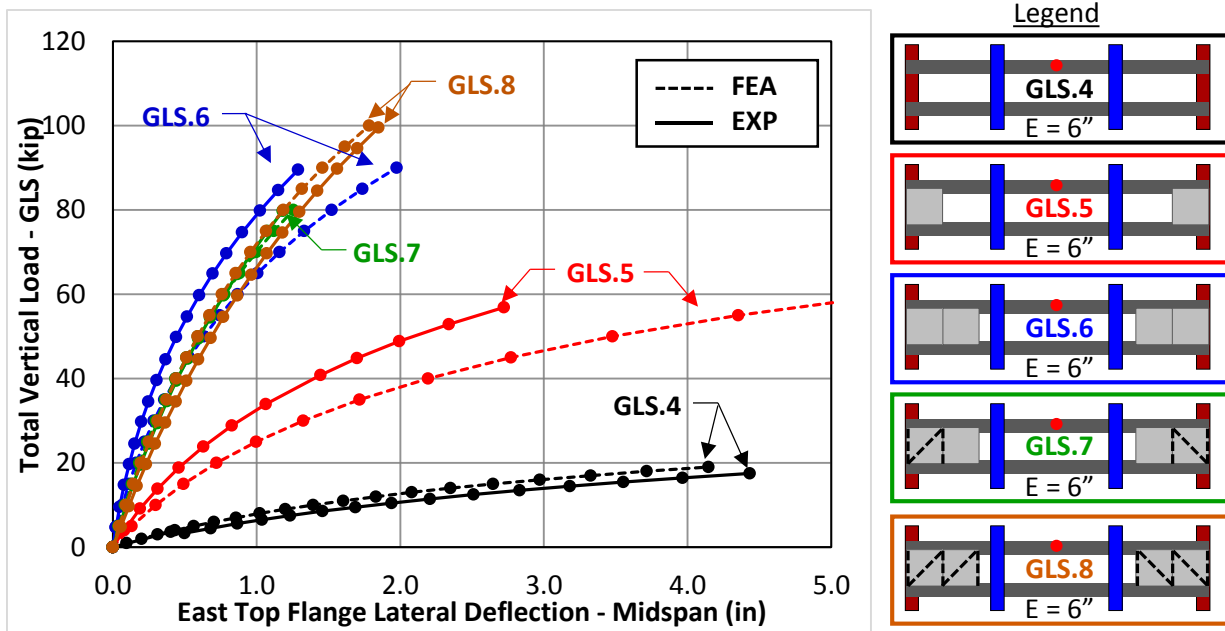 Total Vertical Load - GLS (kip)
120
100
80
60
40
20
0
0.0 1.0 2.0 3.0 4.0 5.0
East Top Flange Lateral Deflection - Midspan (in)
GLS.6
GLS.8
GLS.7
GLS.5
GLS.4
FEA
EXP
Legend
GLS.4
E = 6”
GLS.5
E = 6”
GLS.6
E = 6”
GLS.7
E = 6”
GLS.8
E = 6”